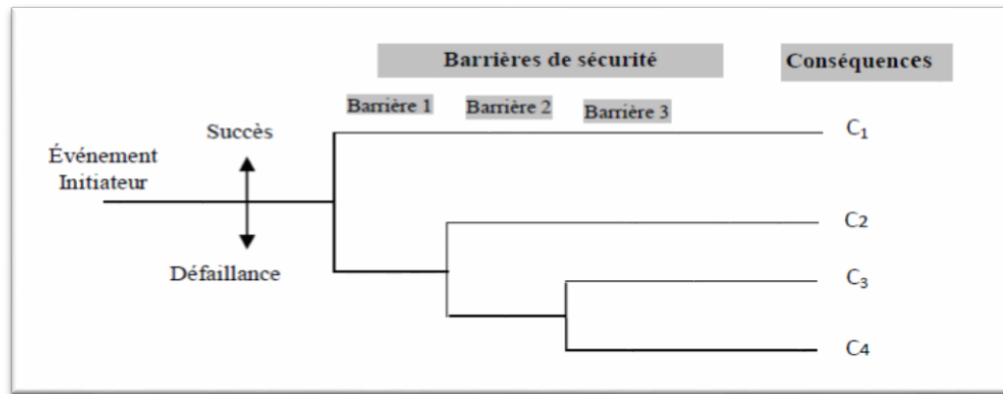 Barrières de sécurité
Conséquences
Barrière 1
Barrière 2
Barrière 3
Succès
C₁
Événement
Initiateur
C2
Défaillance
C₃
C4